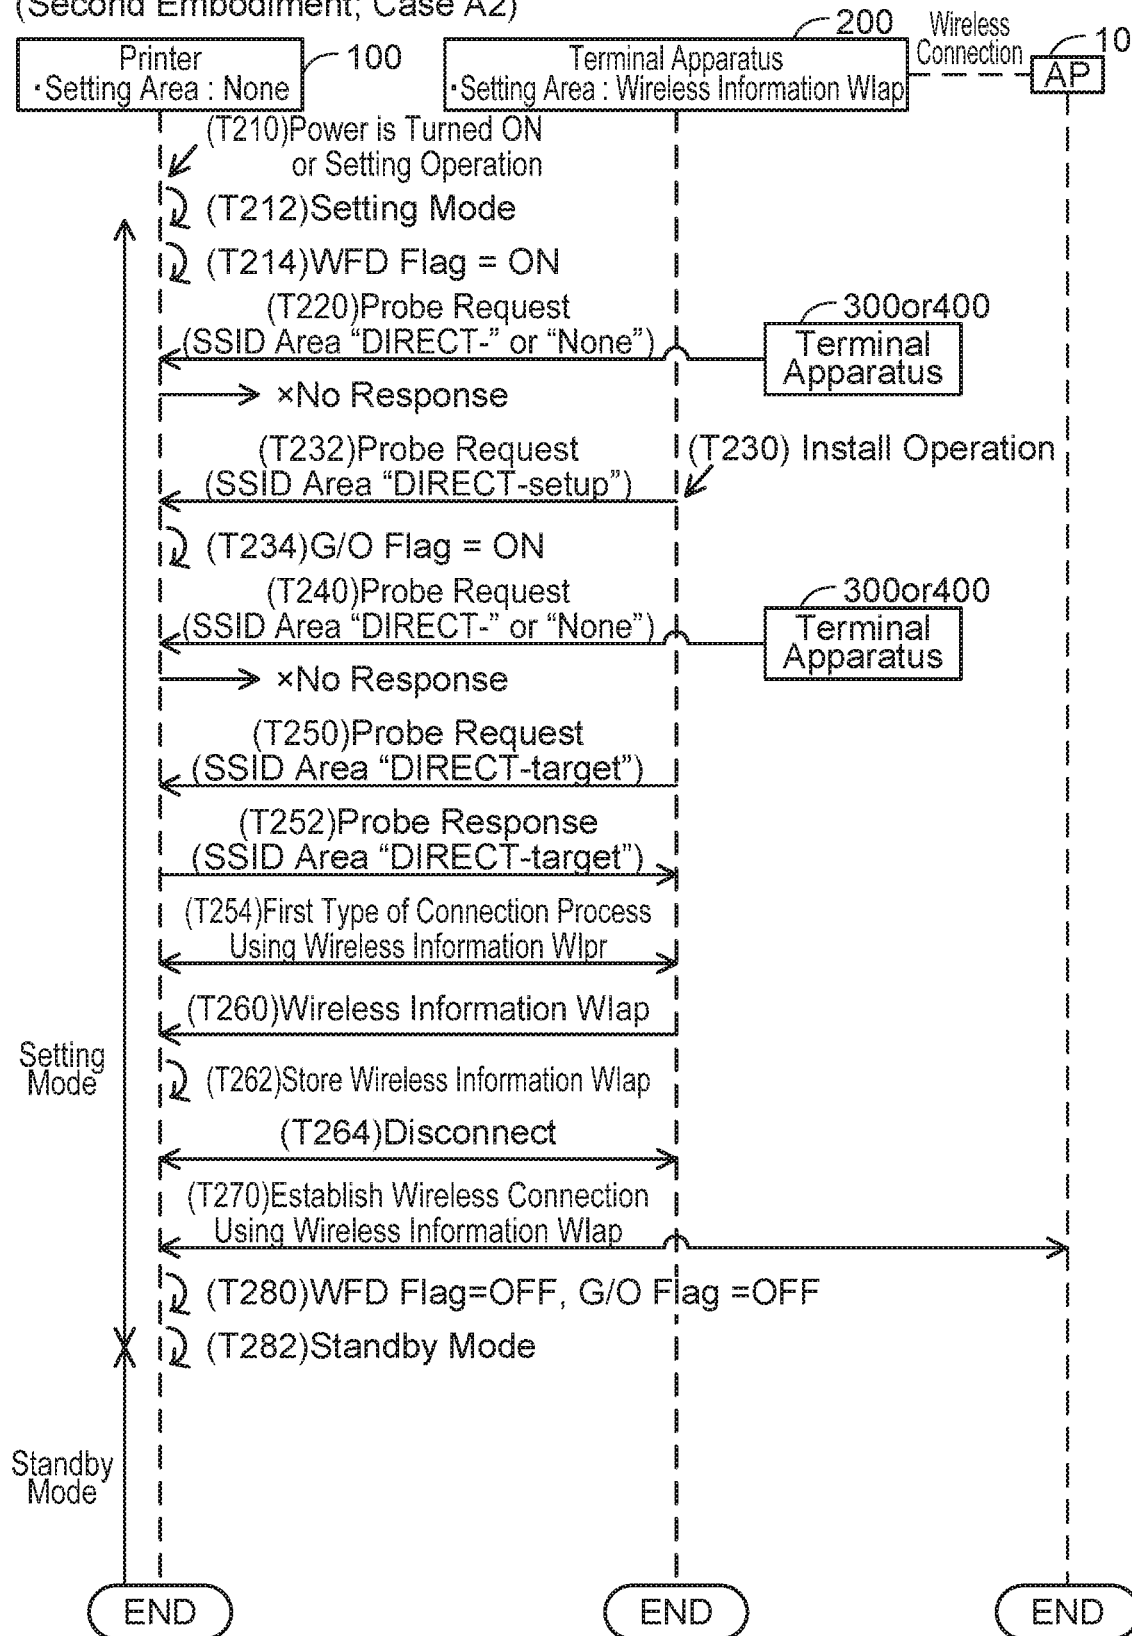 (Second Embodiment; Case A2)
Printer
・Setting Area : None
100
Terminal Apparatus
・Setting Area : Wireless Information Wlap
200
Wireless
Connection
10
AP
(T210)Power is Turned ON
or Setting Operation
(T212)Setting Mode
(T214)WFD Flag = ON
(T220)Probe Request
(SSID Area “DIRECT-” or “None”)
300or400
Terminal
Apparatus
×No Response
(T230) Install Operation
(T232)Probe Request
(SSID Area “DIRECT-setup”)
(T234)G/O Flag = ON
(T240)Probe Request
(SSID Area “DIRECT-” or “None”)
300or400
Terminal
Apparatus
×No Response
(T250)Probe Request
(SSID Area “DIRECT-target”)
(T252)Probe Response
(SSID Area “DIRECT-target”)
(T254)First Type of Connection Process
Using Wireless Information Wlpr
(T260)Wireless Information Wlap
Setting
Mode
(T262)Store Wireless Information Wlap
(T264)Disconnect
(T270)Establish Wireless Connection
Using Wireless Information Wlap
(T280)WFD Flag=OFF, G/O Flag =OFF
(T282)Standby Mode
Standby
Mode
END
END
END